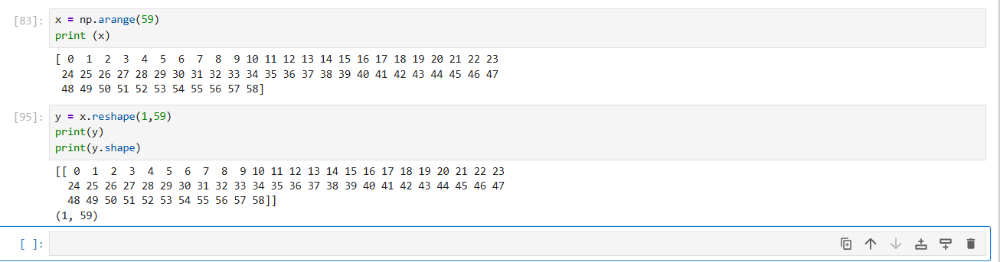 [83]: x = np.arange(59)
print (x)
[ 0  1  2  3  4  5  6  7  8  9 10 11 12 13 14 15 16 17 18 19 20 21 22 23
 24 25 26 27 28 29 30 31 32 33 34 35 36 37 38 39 40 41 42 43 44 45 46 47
 48 49 50 51 52 53 54 55 56 57 58]
[95]: y = x.reshape(1,59)
print(y)
print(y.shape)
[[ 0  1  2  3  4  5  6  7  8  9 10 11 12 13 14 15 16 17 18 19 20 21 22 23
  24 25 26 27 28 29 30 31 32 33 34 35 36 37 38 39 40 41 42 43 44 45 46 47
  48 49 50 51 52 53 54 55 56 57 58]]
(1, 59)
[ ]: